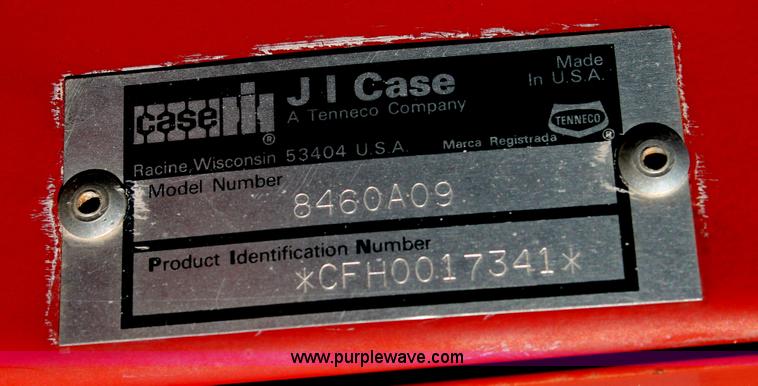 case IH ®
J I Case
A Tenneco Company
Made
In U.S.A.
TENNECO
®
Racine, Wisconsin 53404 U.S.A.
Marca Registrada
Model Number
8460A09
Product Identification Number
*CFH0017341*
www.purplewave.com